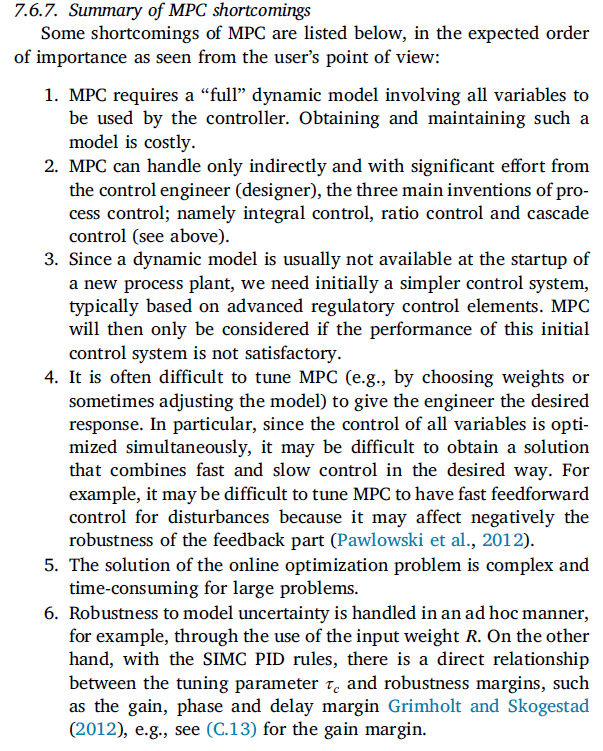 7.6.7. Summary of MPC shortcomings
Some shortcomings of MPC are listed below, in the expected order
of importance as seen from the user's point of view:
1. MPC requires a “full” dynamic model involving all variables to
be used by the controller. Obtaining and maintaining such a
model is costly.
2. MPC can handle only indirectly and with significant effort from
the control engineer (designer), the three main inventions of pro-
cess control; namely integral control, ratio control and cascade
control (see above).
3. Since a dynamic model is usually not available at the startup of
a new process plant, we need initially a simpler control system,
typically based on advanced regulatory control elements. MPC
will then only be considered if the performance of this initial
control system is not satisfactory.
4. It is often difficult to tune MPC (e.g., by choosing weights or
sometimes adjusting the model) to give the engineer the desired
response. In particular, since the control of all variables is opti-
mized simultaneously, it may be difficult to obtain a solution
that combines fast and slow control in the desired way. For
example, it may be difficult to tune MPC to have fast feedforward
control for disturbances because it may affect negatively the
robustness of the feedback part (Pawlowski et al., 2012).
5. The solution of the online optimization problem is complex and
time-consuming for large problems.
6. Robustness to model uncertainty is handled in an ad hoc manner,
for example, through the use of the input weight R. On the other
hand, with the SIMC PID rules, there is a direct relationship
between the tuning parameter τc and robustness margins, such
as the gain, phase and delay margin Grimholt and Skogestad
(2012), e.g., see (C.13) for the gain margin.